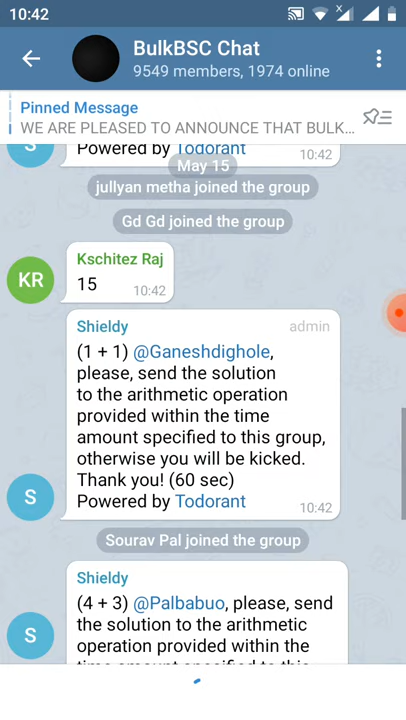 10:42
BulkBSC Chat
9549 members, 1974 online
Pinned Message
WE ARE PLEASED TO ANNOUNCE THAT BULK...
Powered by Todorant
10:42
May 15
jullyan metha joined the group
Gd Gd joined the group
Kschitez Raj
KR
15
10:42
Shieldy admin
(1 + 1) @Ganeshdighole,
please, send the solution
to the arithmetic operation
provided within the time
amount specified to this group,
otherwise you will be kicked.
Thank you! (60 sec)
S
Powered by Todorant
10:42
Sourav Pal joined the group
Shieldy
(4 + 3) @Palbabuo, please, send
the solution to the arithmetic
S
operation provided within the
time amount specified to this